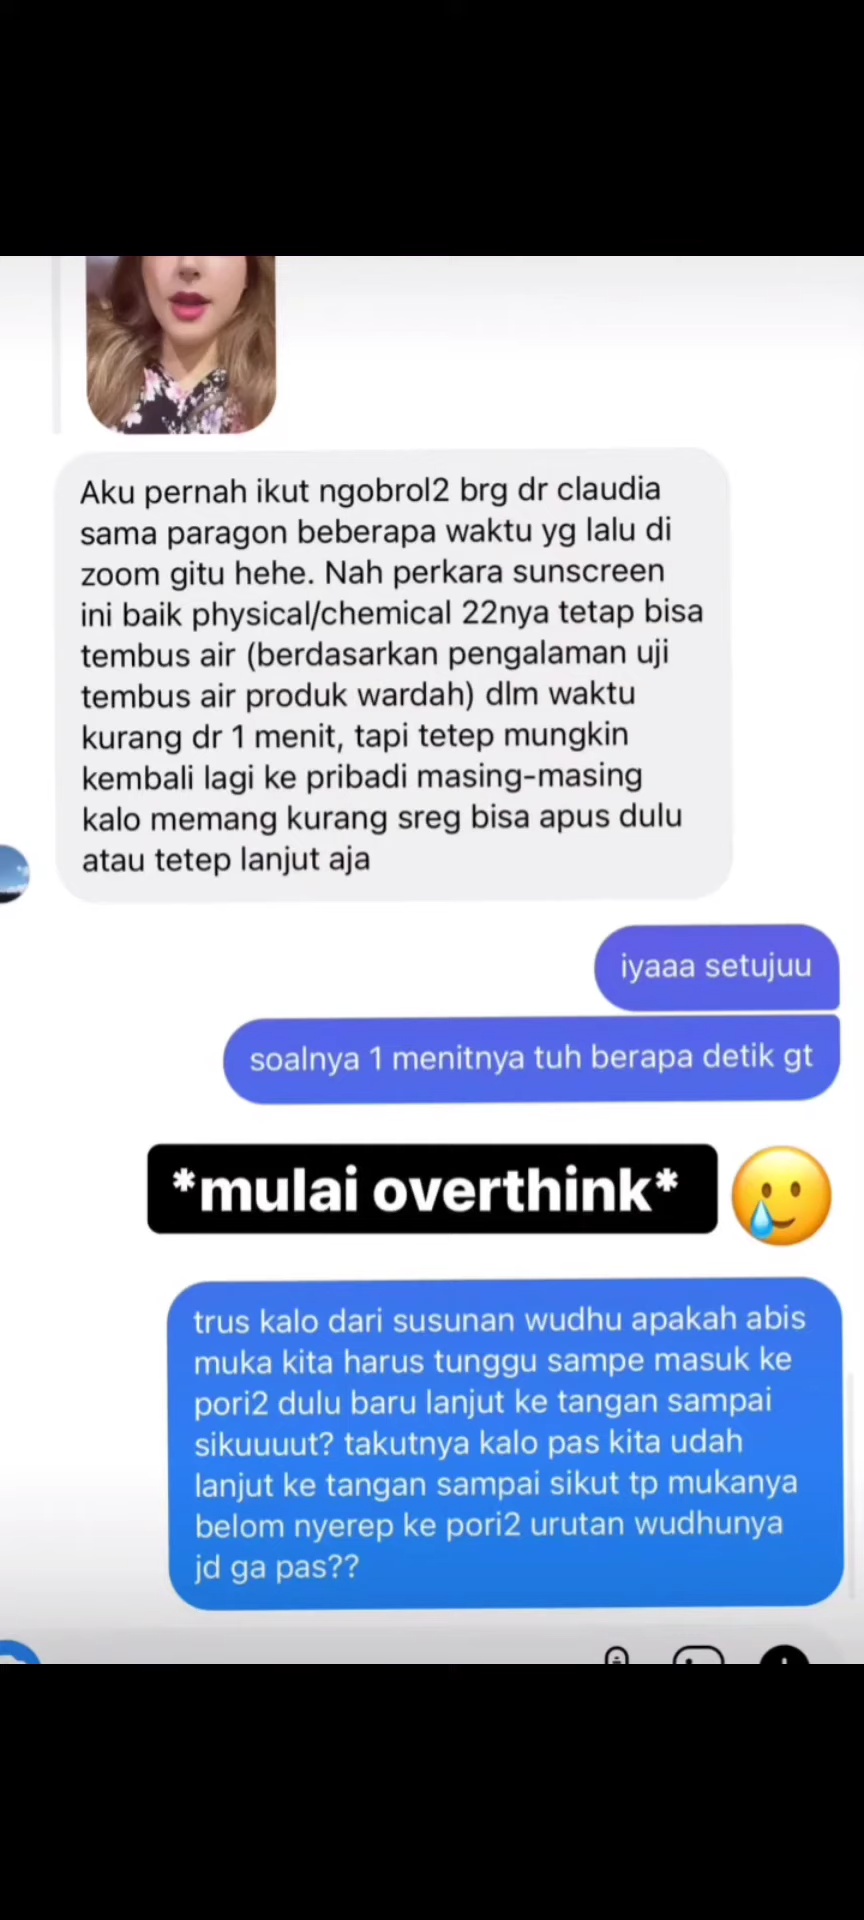 Aku pernah ikut ngobrol2 brg dr claudia
sama paragon beberapa waktu yg lalu di
zoom gitu hehe. Nah perkara sunscreen
ini baik physical/chemical 22nya tetap bisa
tembus air (berdasarkan pengalaman uji
tembus air produk wardah) dlm waktu
kurang dr 1 menit, tapi tetep mungkin
kembali lagi ke pribadi masing-masing
kalo memang kurang sreg bisa apus dulu
atau tetep lanjut aja
iyaaa setujuu
soalnya 1 menitnya tuh berapa detik gt
*mulai overthink*
trus kalo dari susunan wudhu apakah abis
muka kita harus tunggu sampe masuk ke
pori2 dulu baru lanjut ke tangan sampai
sikuuuut? takutnya kalo pas kita udah
lanjut ke tangan sampai sikut tp mukanya
belom nyerep ke pori2 urutan wudhunya
jd ga pas??